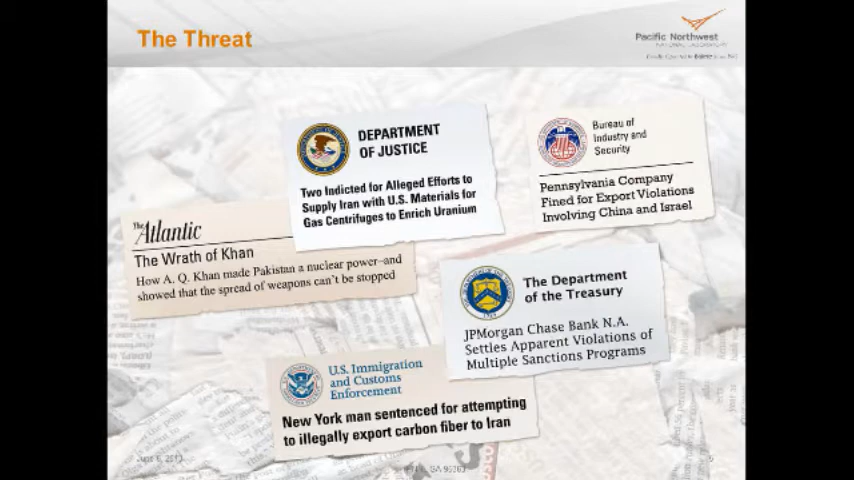 The Threat
Pacific Northwest
NATIONAL LABORATORY
DEPARTMENT
OF JUSTICE
Two Indicted for Alleged Efforts to
Supply Iran with U.S. Materials for
Gas Centrifuges to Enrich Uranium
Bureau of
Industry and
Security
Pennsylvania Company
Fined for Export Violations
Involving China and Israel
The Atlantic
The Wrath of Khan
How A. Q. Khan made Pakistan a nuclear power—and
showed that the spread of weapons can't be stopped
The Department
of the Treasury
JPMorgan Chase Bank N.A.
Settles Apparent Violations of
Multiple Sanctions Programs
U.S. Immigration
and Customs
Enforcement
New York man sentenced for attempting
to illegally export carbon fiber to Iran